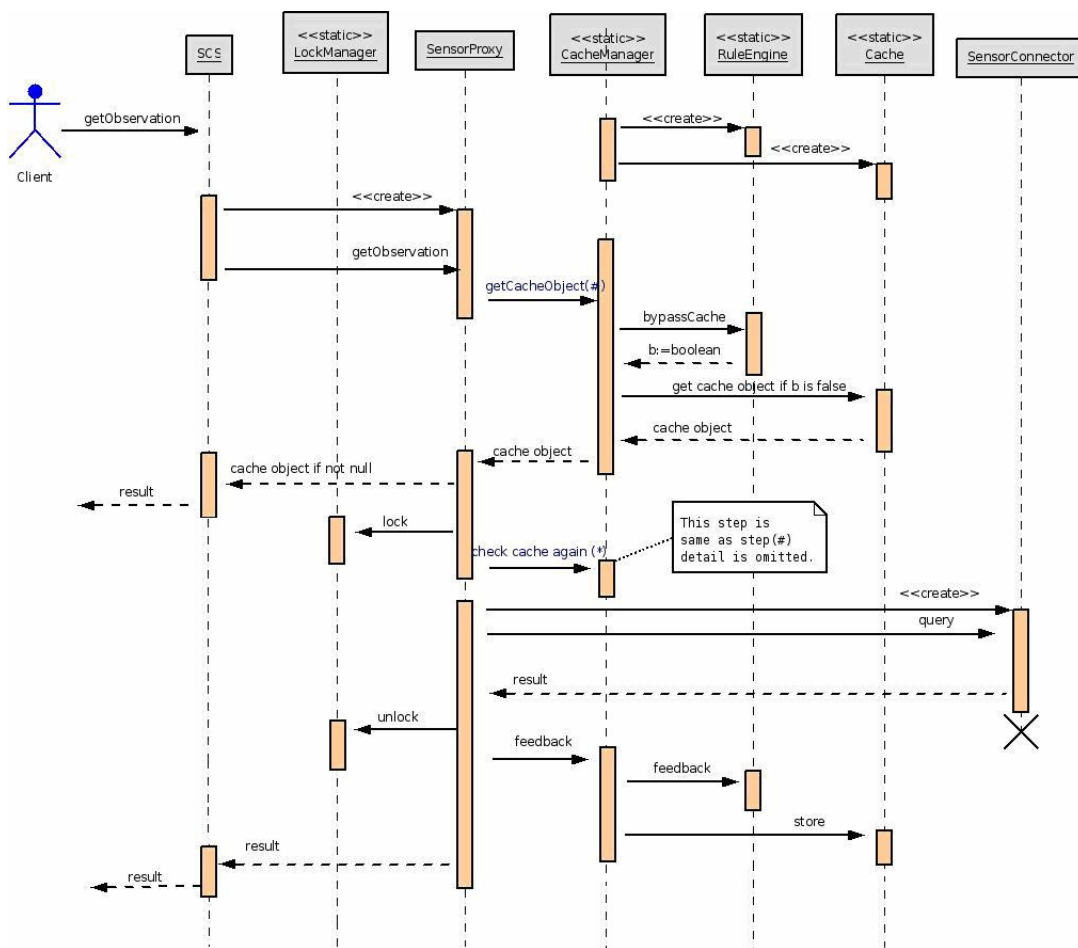 <<static>>
LockManager
<<static>>
CacheManager
<<static>>
RuleEngine
<<static>>
Cache
SCS
SensorProxy
SensorConnector
getObservation
Client
<<create>>
<<create>>
<<create>>
getObservation
getCacheObject(#)
bypassCache
b:=boolean
get cache object if b is false
cache object
cache object
cache object if not null
result
lock
check cache again (*)
This step is
same as step(#)
detail is omitted.
<<create>>
query
result
unlock
feedback
feedback
store
result
result